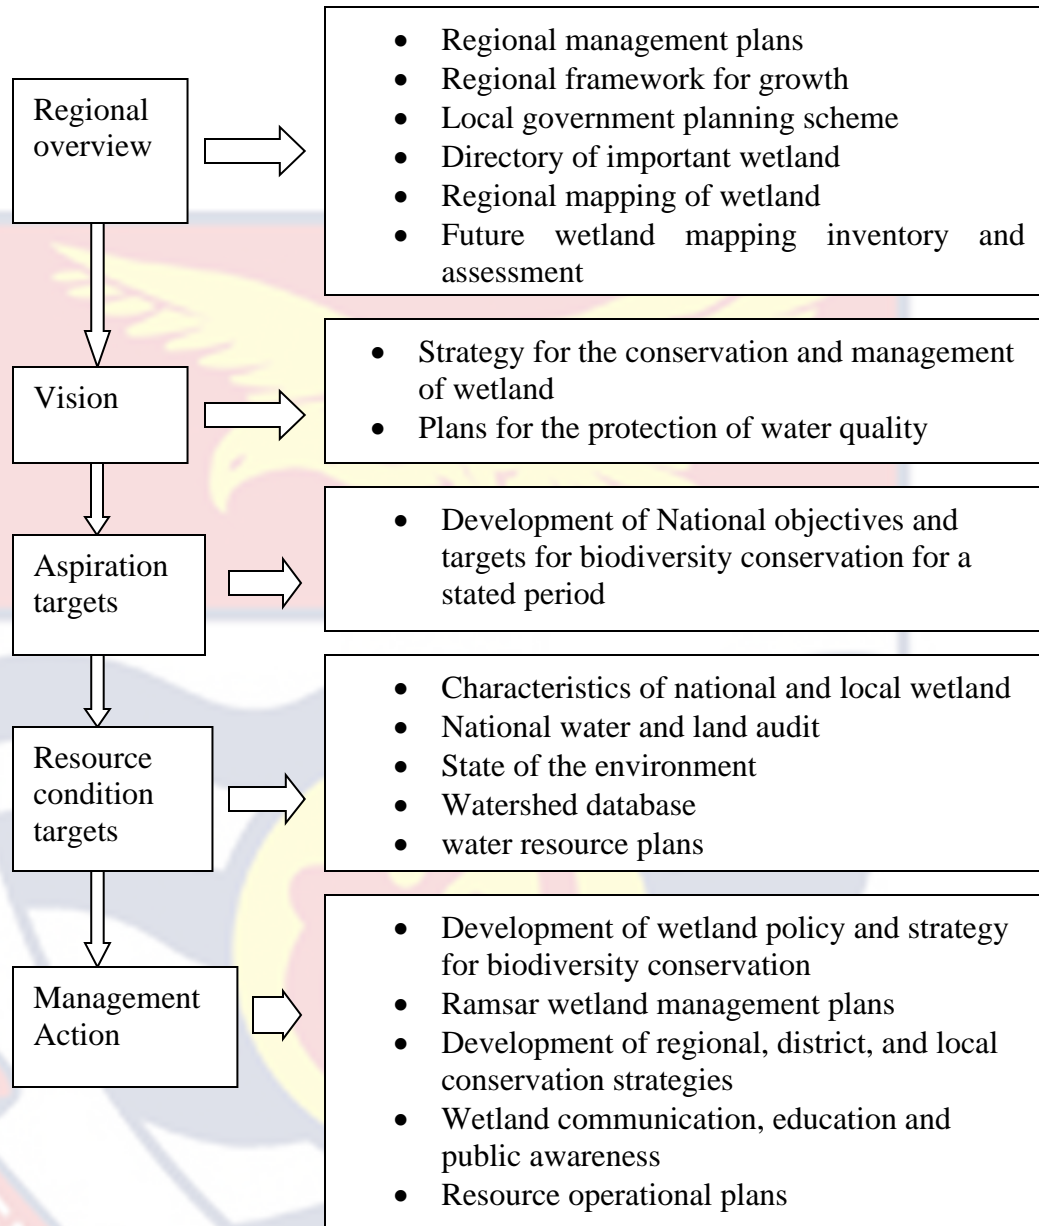 Regional
overview
• Regional management plans
• Regional framework for growth
• Local government planning scheme
• Directory of important wetland
• Regional mapping of wetland
• Future wetland mapping inventory and
assessment
Vision
• Strategy for the conservation and management
of wetland
• Plans for the protection of water quality
Aspiration
targets
• Development of National objectives and
targets for biodiversity conservation for a
stated period
Resource
condition
targets
• Characteristics of national and local wetland
• National water and land audit
• State of the environment
• Watershed database
• water resource plans
Management
Action
• Development of wetland policy and strategy
for biodiversity conservation
• Ramsar wetland management plans
• Development of regional, district, and local
conservation strategies
• Wetland communication, education and
public awareness
• Resource operational plans